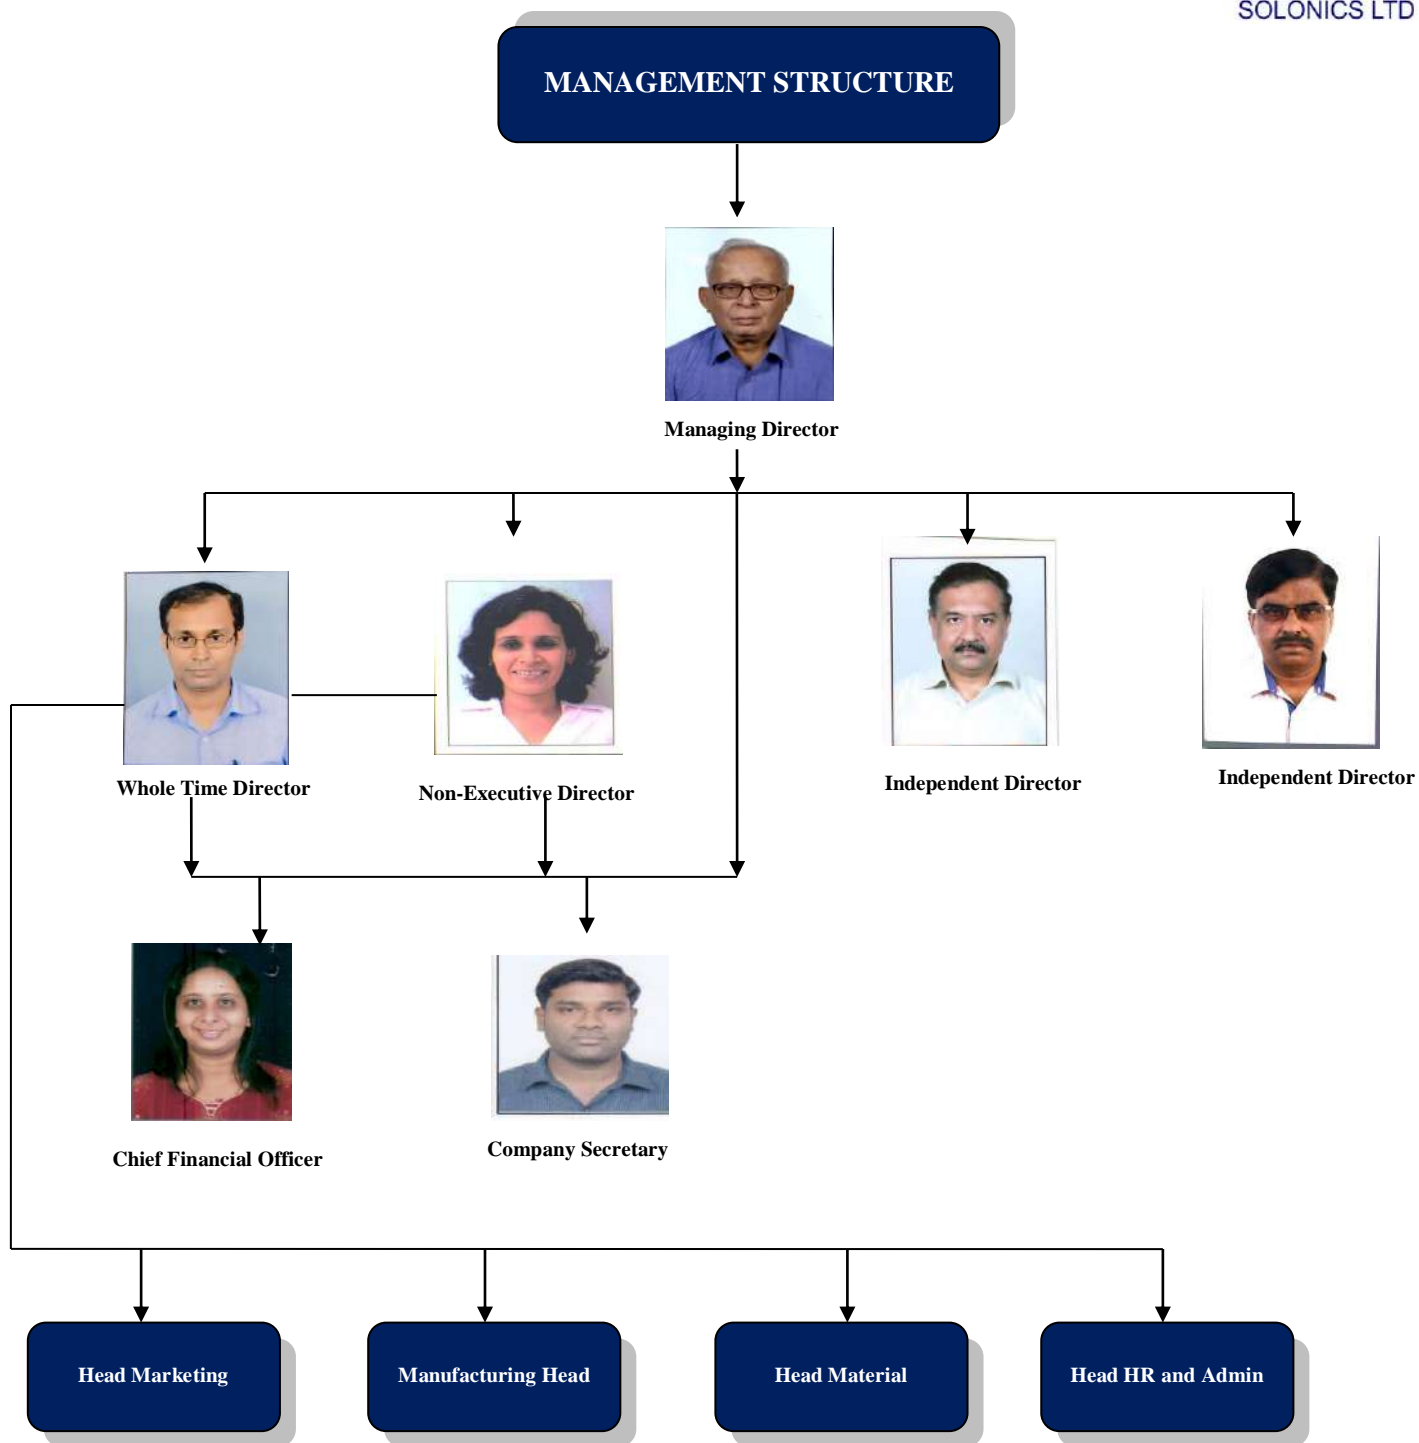 SOLONICS LTD
MANAGEMENT STRUCTURE
Managing Director
Whole Time Director
Non-Executive Director
Independent Director
Independent Director
Chief Financial Officer
Company Secretary
Head Marketing
Manufacturing Head
Head Material
Head HR and Admin